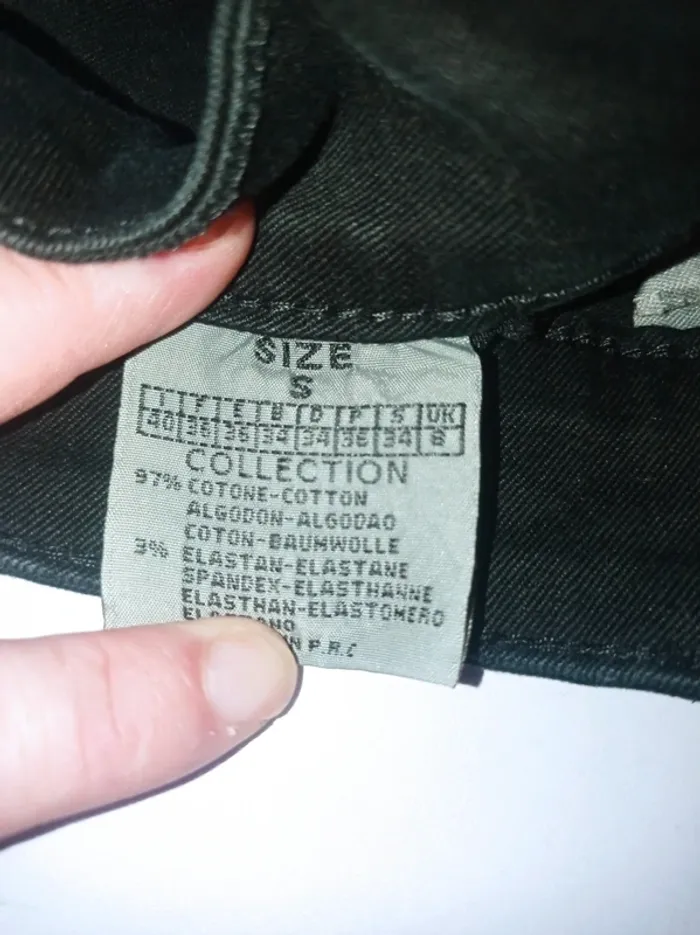 SIZE
S
I F E B D P S UK
40 36 36 34 34 36 34 8
COLLECTION
97% COTONE-COTTON
ALGODON-ALGODAO
COTON-BAUMWOLLE
3% ELASTAN-ELASTANE
SPANDEX-ELASTHANNE
ELASTHAN-ELASTOMERO
P.R.C